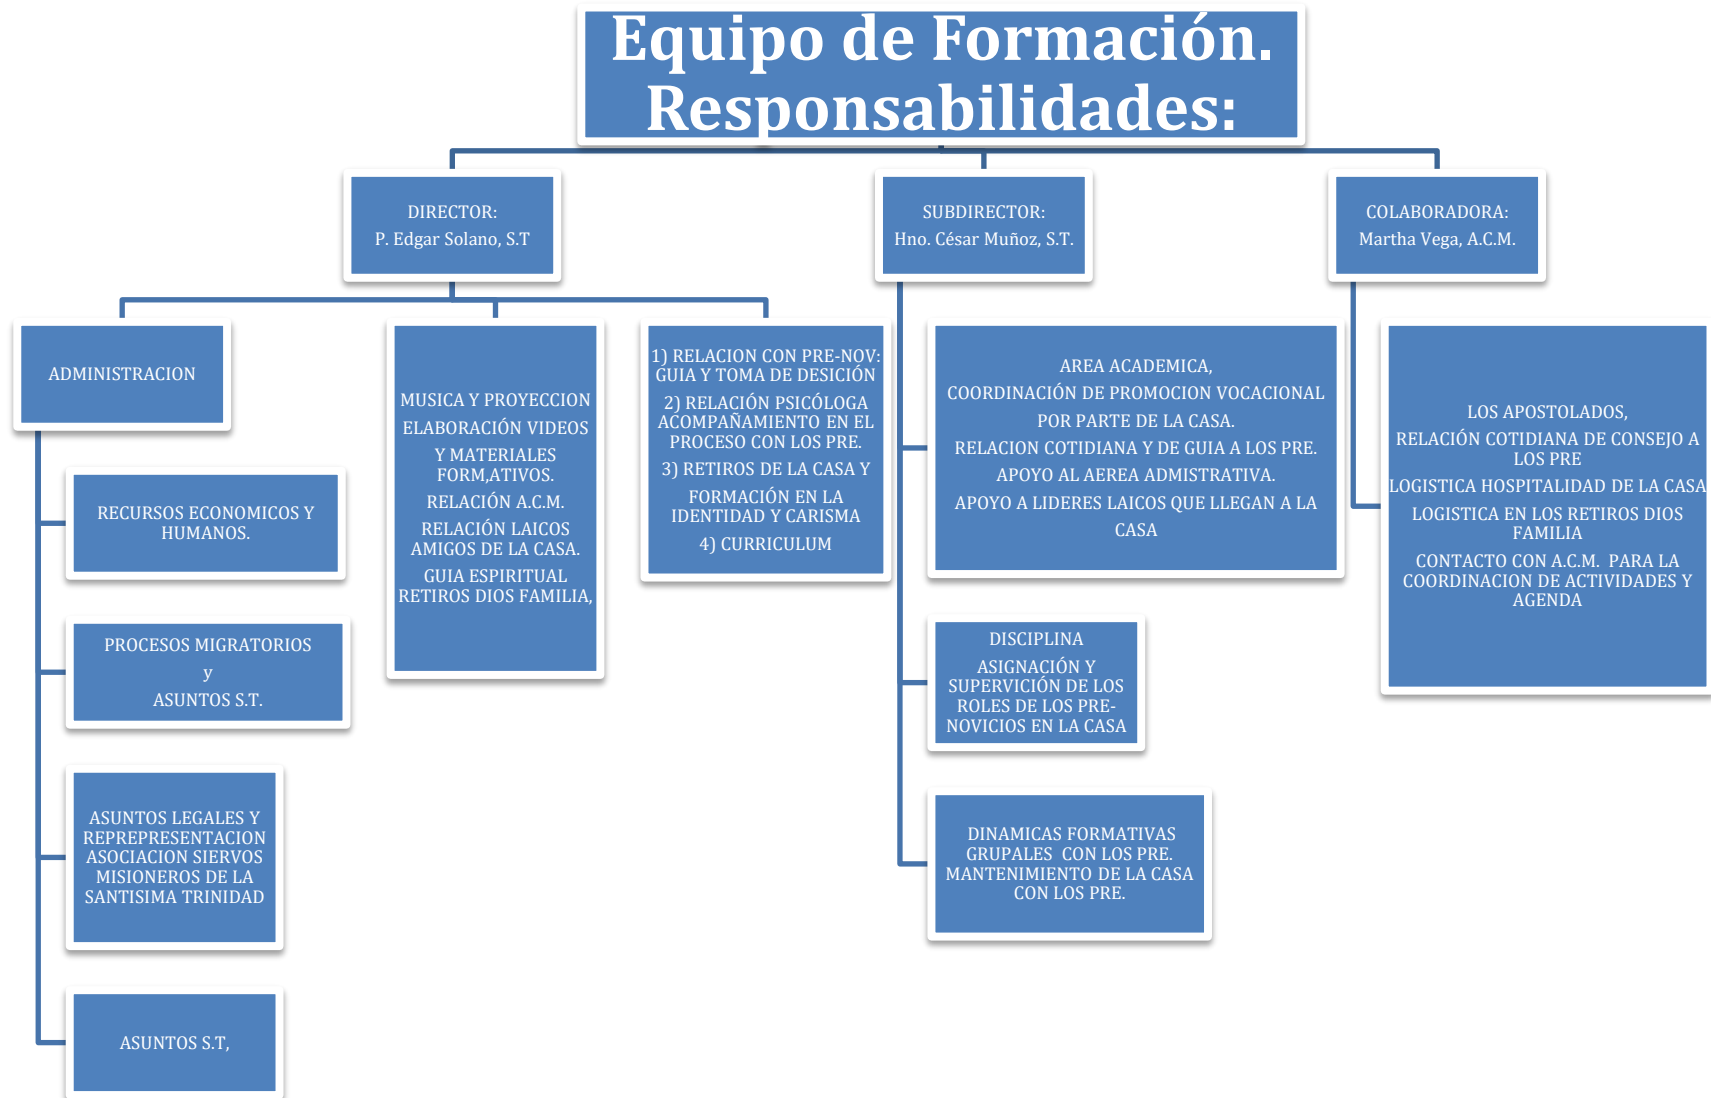 Equipo de Formación.
Responsabilidades:
DIRECTOR:
P. Edgar Solano, S.T
SUBDIRECTOR:
Hno. César Muñoz, S.T.
COLABORADORA:
Martha Vega, A.C.M.
ADMINISTRACION
RECURSOS ECONOMICOS Y
HUMANOS.
PROCESOS MIGRATORIOS
y
ASUNTOS S.T.
ASUNTOS LEGALES Y
REPREPRESENTACION
ASOCIACION SIERVOS
MISIONEROS DE LA
SANTISIMA TRINIDAD
ASUNTOS S.T,
MUSICA Y PROYECCION
ELABORACIÓN VIDEOS
Y MATERIALES
FORM,ATIVOS.
RELACIÓN A.C.M.
RELACIÓN LAICOS
AMIGOS DE LA CASA.
GUIA ESPIRITUAL
RETIROS DIOS FAMILIA,
1) RELACION CON PRE-NOV:
GUIA Y TOMA DE DESICIÓN
2) RELACIÓN PSICÓLOGA
ACOMPAÑAMIENTO EN EL
PROCESO CON LOS PRE.
3) RETIROS DE LA CASA Y
FORMACIÓN EN LA
IDENTIDAD Y CARISMA
4) CURRICULUM
AREA ACADEMICA,
COORDINACIÓN DE PROMOCION VOCACIONAL
POR PARTE DE LA CASA.
RELACION COTIDIANA Y DE GUIA A LOS PRE.
APOYO AL AEREA ADMISTRATIVA.
APOYO A LIDERES LAICOS QUE LLEGAN A LA
CASA
DISCIPLINA
ASIGNACIÓN Y
SUPERVICIÓN DE LOS
ROLES DE LOS PRE-
NOVICIOS EN LA CASA
DINAMICAS FORMATIVAS
GRUPALES CON LOS PRE.
MANTENIMIENTO DE LA CASA
CON LOS PRE.
LOS APOSTOLADOS,
RELACIÓN COTIDIANA DE CONSEJO A
LOS PRE
LOGISTICA HOSPITALIDAD DE LA CASA
LOGISTICA EN LOS RETIROS DIOS
FAMILIA
CONTACTO CON A.C.M. PARA LA
COORDINACION DE ACTIVIDADES Y
AGENDA